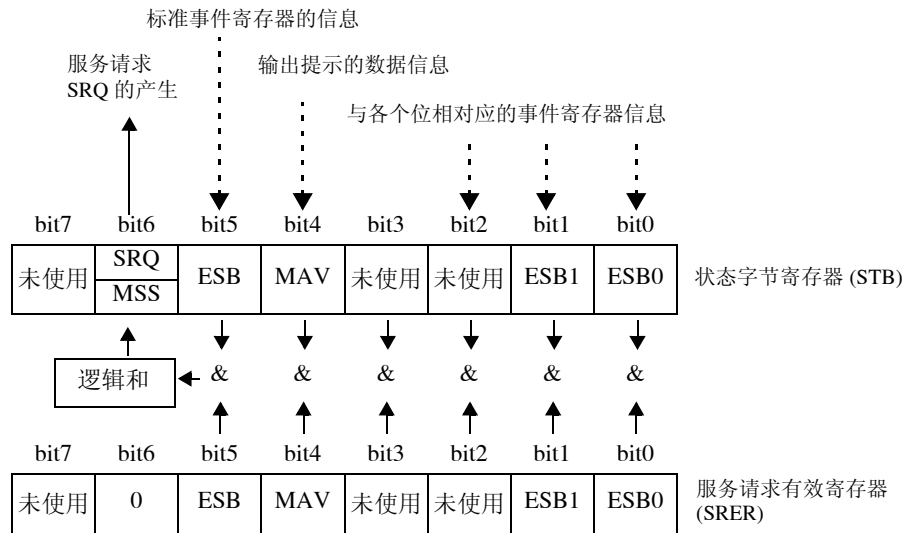 标准事件寄存器的信息
服务请求
SRQ 的产生
输出提示的数据信息
与各个位相对应的事件寄存器信息
bit7 bit6 bit5 bit4 bit3 bit2 bit1 bit0
未使用 SRQ MSS ESB MAV 未使用 未使用 ESB1 ESB0 状态字节寄存器 (STB)
逻辑和 & & & & & &
bit7 bit6 bit5 bit4 bit3 bit2 bit1 bit0
未使用 0 ESB MAV 未使用 未使用 ESB1 ESB0 服务请求有效寄存器
(SRER)